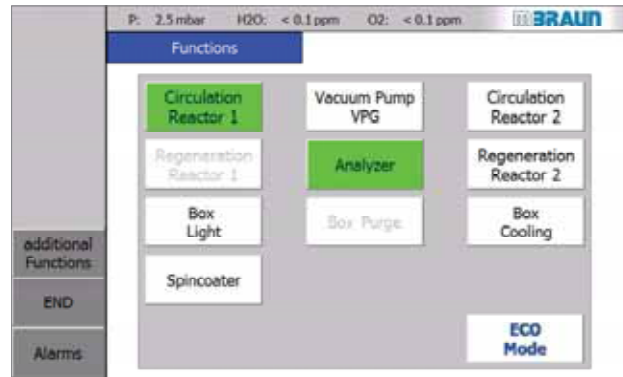 P: 2.5 mbar H2O: < 0.1 ppm O2: < 0.1 ppm
BRAUN
Functions
Circulation
Reactor 1
Vacuum Pump
VPG
Circulation
Reactor 2
Regeneration
Reactor 1
Analyzer
Regeneration
Reactor 2
Box
Light
Box Purge
Box
Cooling
Spincoater
ECO
Mode
additional
Functions
END
Alarms